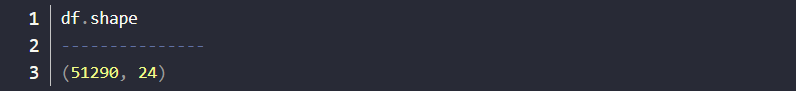 1 df.shape
2 ---------------
3 (51290, 24)